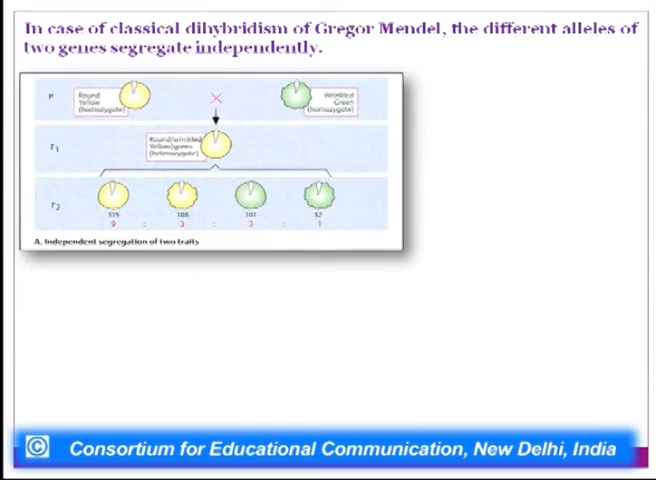 In case of classical dihybridism of Gregor Mendel, the different alleles of
two genes segregate independently.
P
Round
Yellow
(homozygote)
Wrinkled
Green
(homozygote)
F1
Round/wrinkled
Yellow/green
(heterozygote)
F2
315 108 101 32
9 : 3 : 3 : 1
A. Independent segregation of two traits
© Consortium for Educational Communication, New Delhi, India